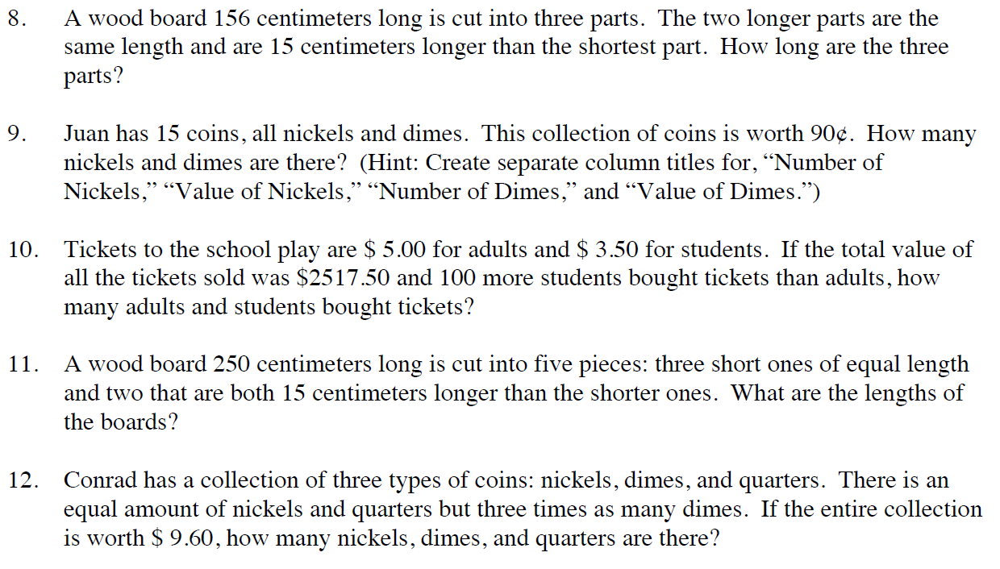 8. A wood board 156 centimeters long is cut into three parts. The two longer parts are the
same length and are 15 centimeters longer than the shortest part. How long are the three
parts?
9. Juan has 15 coins, all nickels and dimes. This collection of coins is worth 90¢. How many
nickels and dimes are there? (Hint: Create separate column titles for, “Number of
Nickels,” “Value of Nickels,” “Number of Dimes,” and “Value of Dimes.”)
10. Tickets to the school play are $ 5.00 for adults and $ 3.50 for students. If the total value of
all the tickets sold was $2517.50 and 100 more students bought tickets than adults, how
many adults and students bought tickets?
11. A wood board 250 centimeters long is cut into five pieces: three short ones of equal length
and two that are both 15 centimeters longer than the shorter ones. What are the lengths of
the boards?
12. Conrad has a collection of three types of coins: nickels, dimes, and quarters. There is an
equal amount of nickels and quarters but three times as many dimes. If the entire collection
is worth $ 9.60, how many nickels, dimes, and quarters are there?